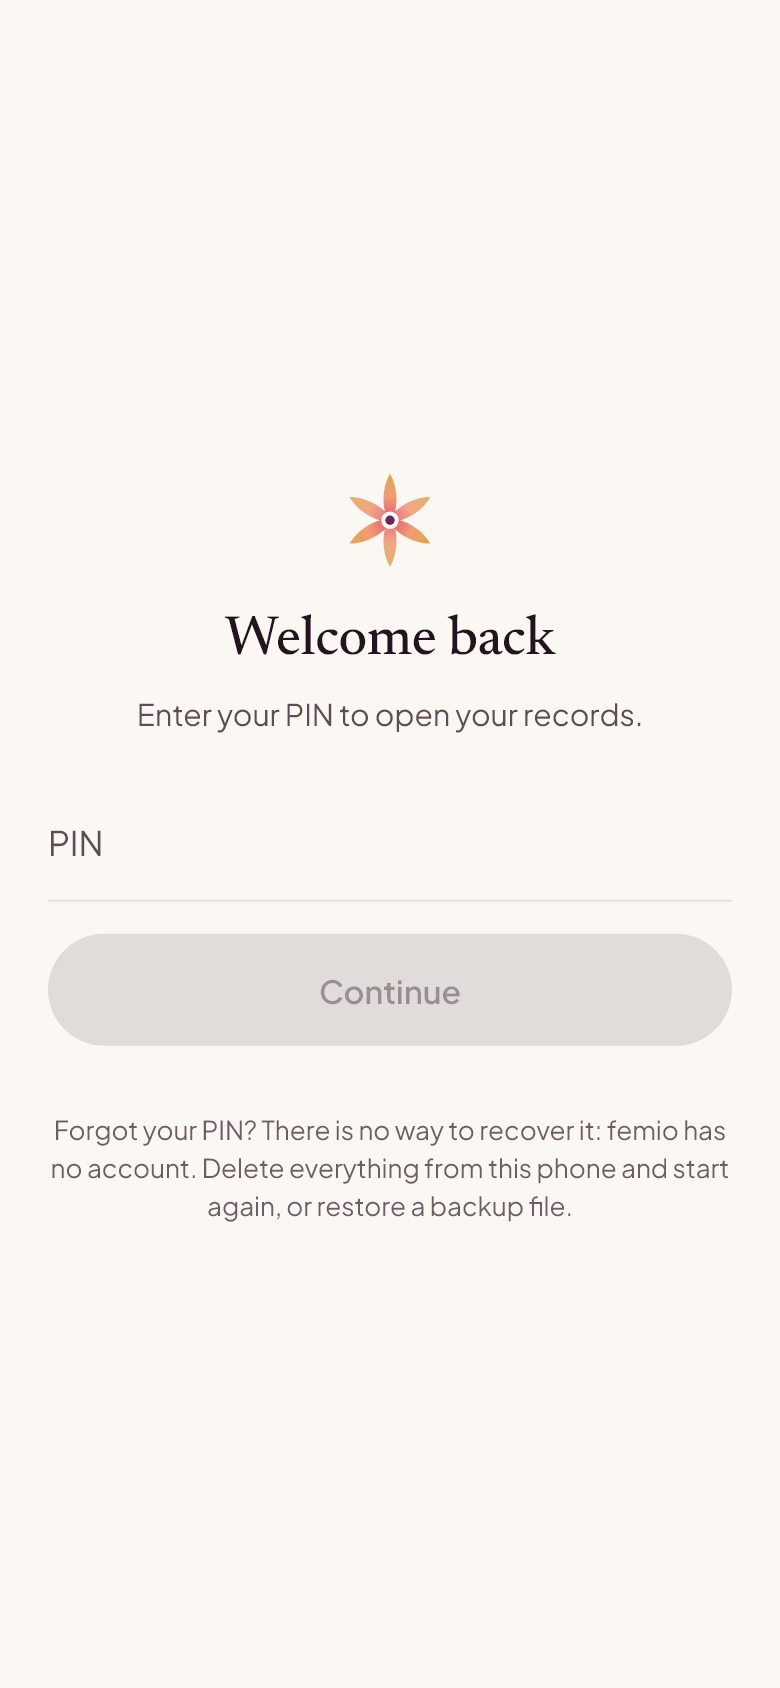 Welcome back
Enter your PIN to open your records.
PIN
Continue
Forgot your PIN? There is no way to recover it: femio has
no account. Delete everything from this phone and start
again, or restore a backup file.